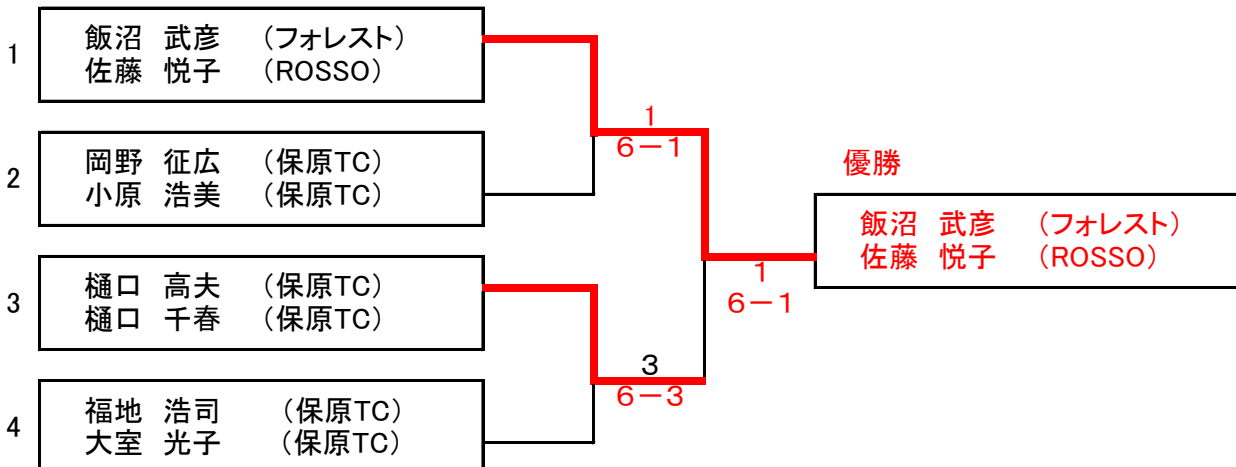 1
飯沼 武彦 (フォレスト)
佐藤 悦子 (ROSSO)
2
岡野 征広 (保原TC)
小原 浩美 (保原TC)
3
樋口 高夫 (保原TC)
樋口 千春 (保原TC)
4
福地 浩司 (保原TC)
大室 光子 (保原TC)
1
6-1
3
6-3
1
6-1
優勝
飯沼 武彦 (フォレスト)
佐藤 悦子 (ROSSO)